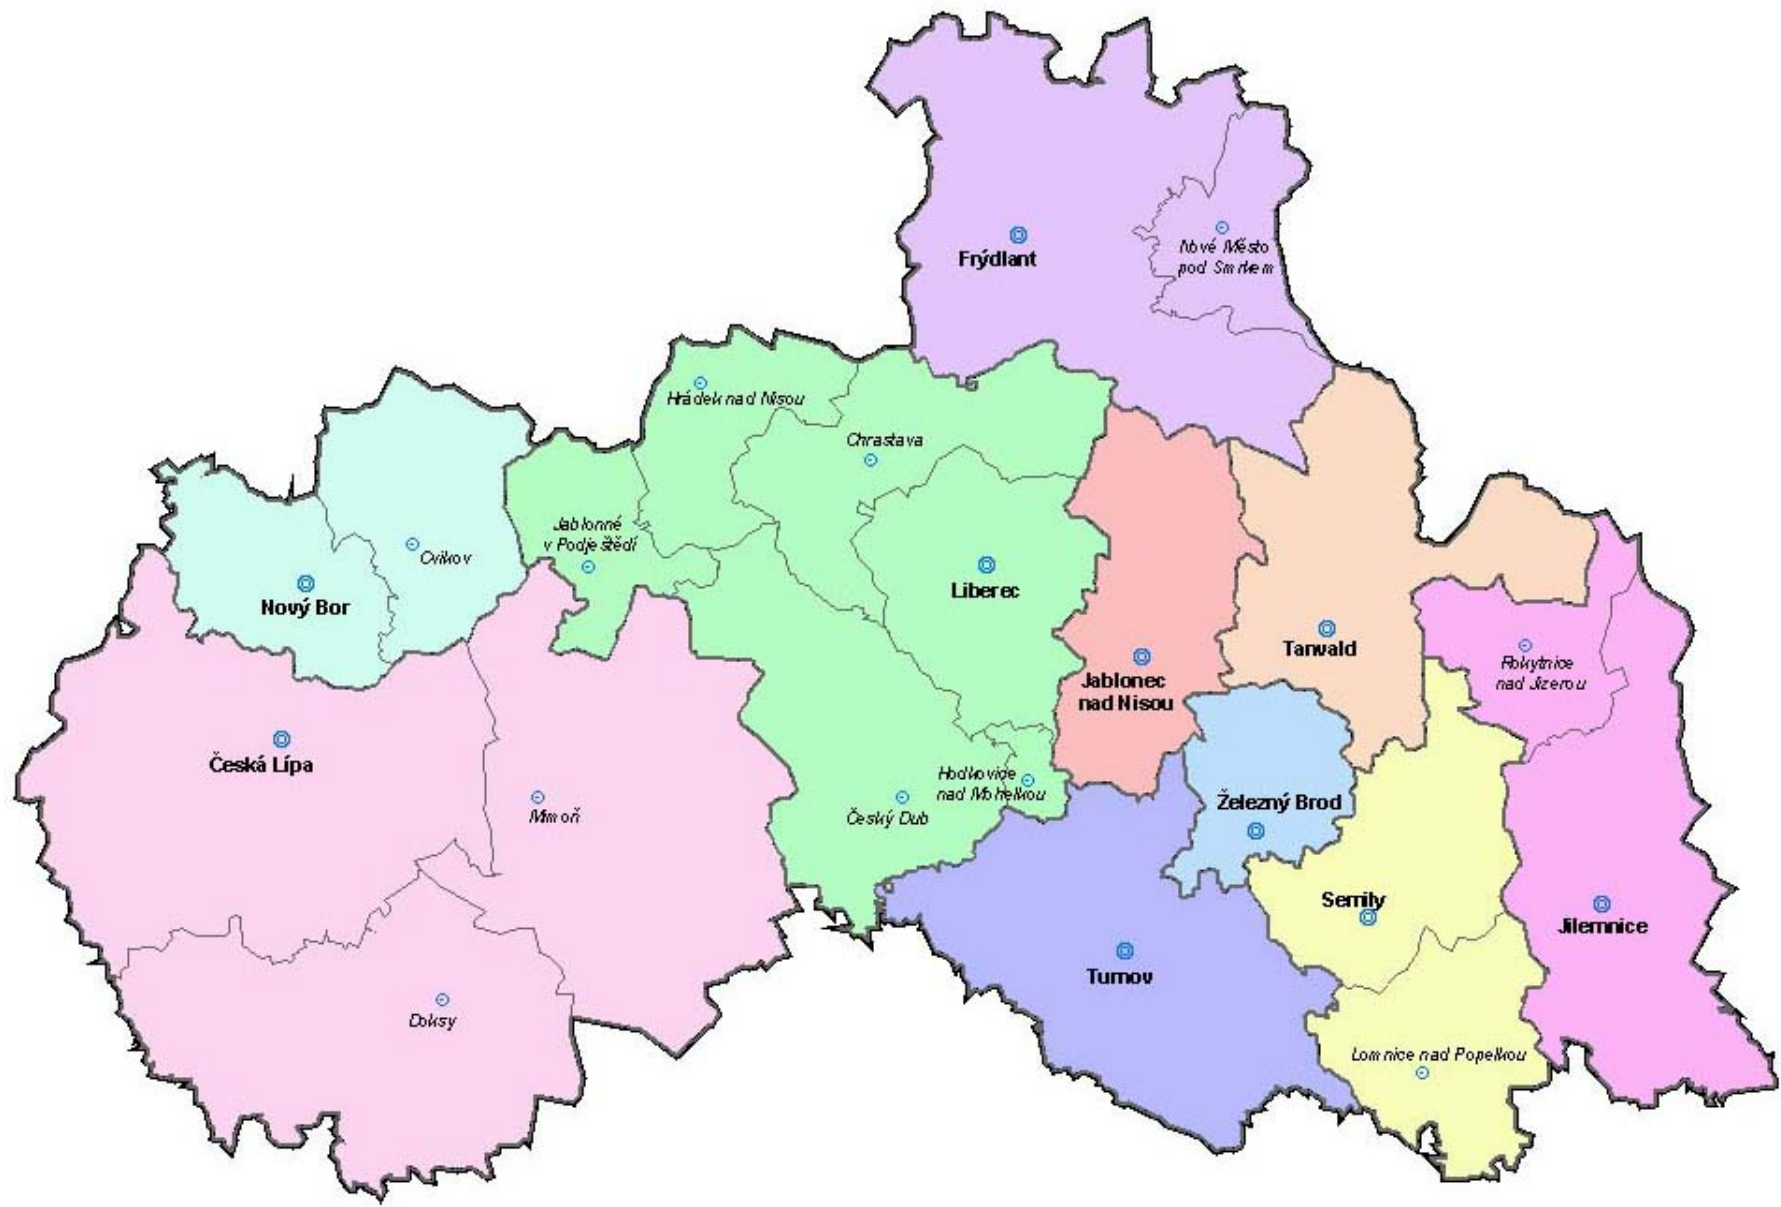 Frýdlant
Nové Město
pod Smrkem
Hrádek nad Nisou
Chrastava
Jablonné
v Podještědí
Cvikov
Nový Bor
Liberec
Tanvald
Rokytnice
nad Jizerou
Jablonec
nad Nisou
Česká Lípa
Mimoň
Hodkovice
nad Mohelkou
Český Dub
Železný Brod
Semily
Jilemnice
Turnov
Doksy
Lomnice nad Popelkou